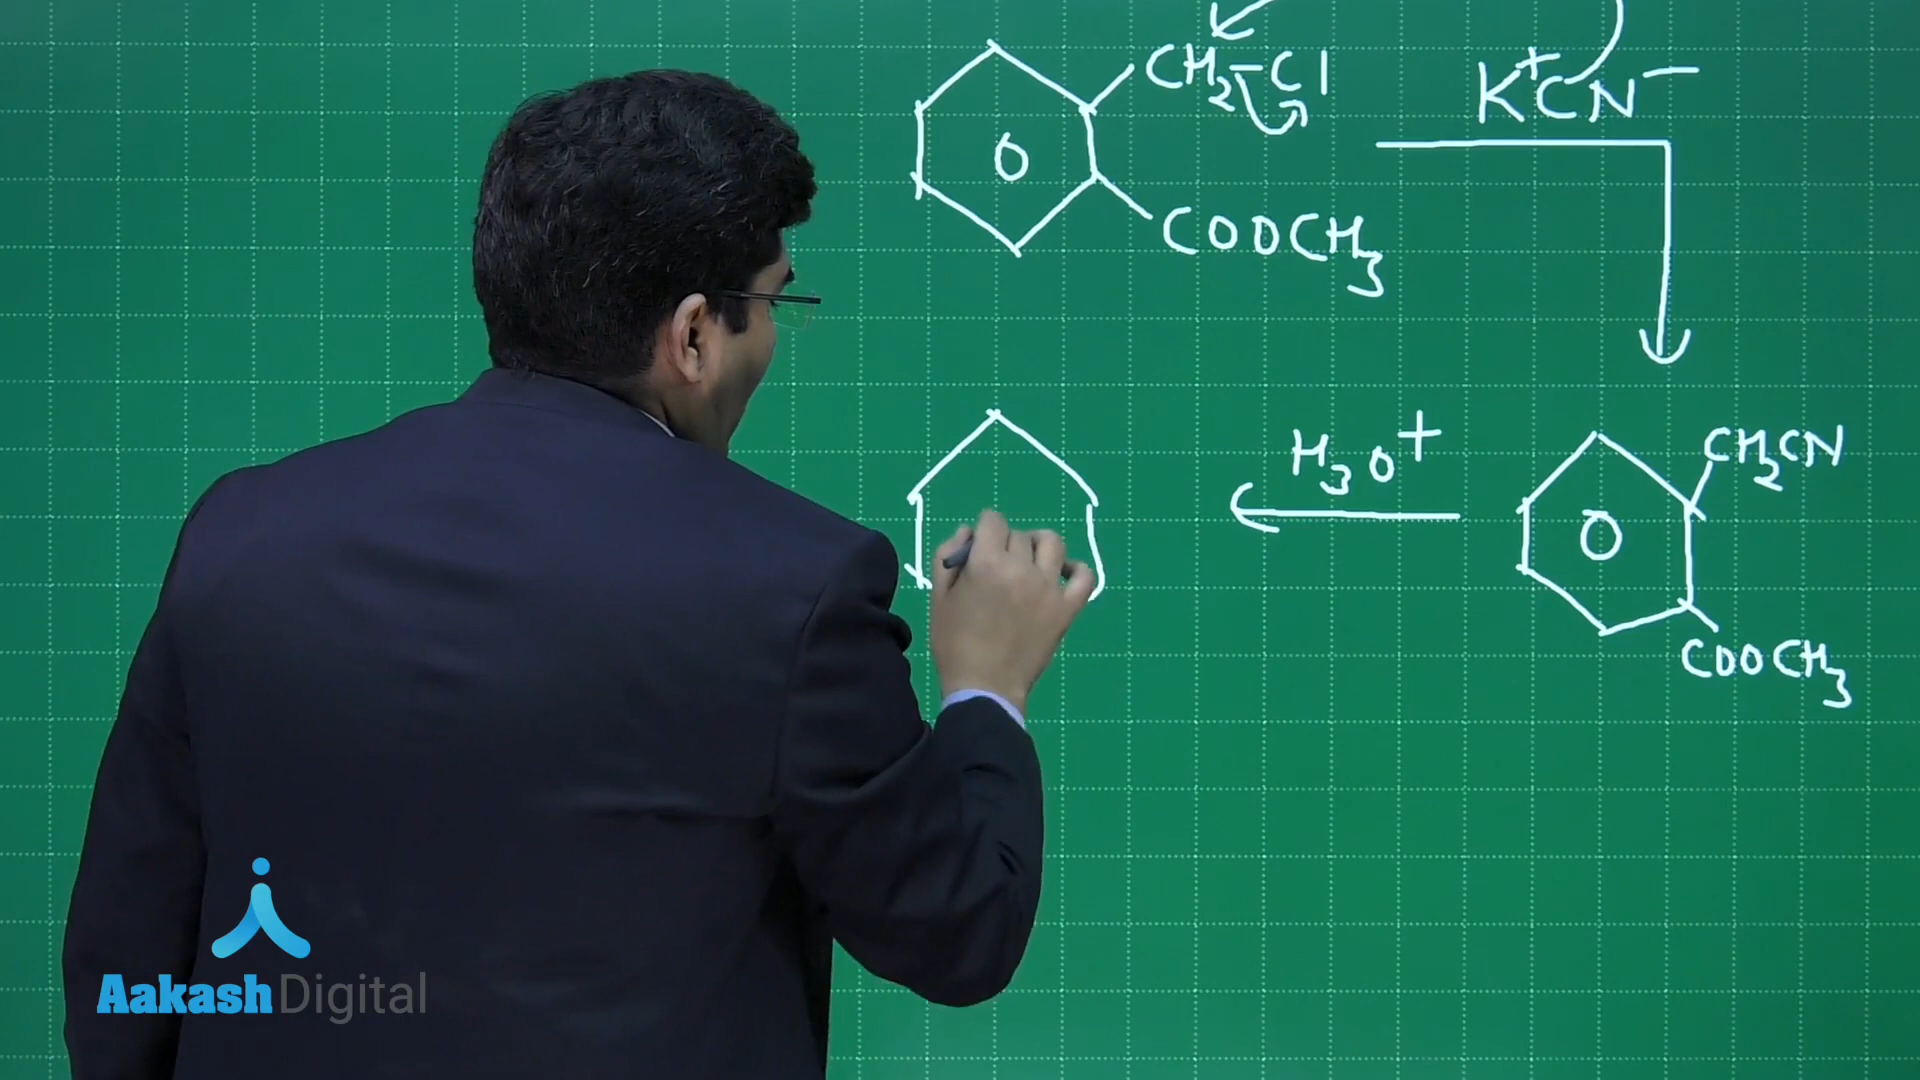 CH2-Cl
K+CN-
COOCH3
H3O+
CH2CN
COOCH3
Aakash Digital